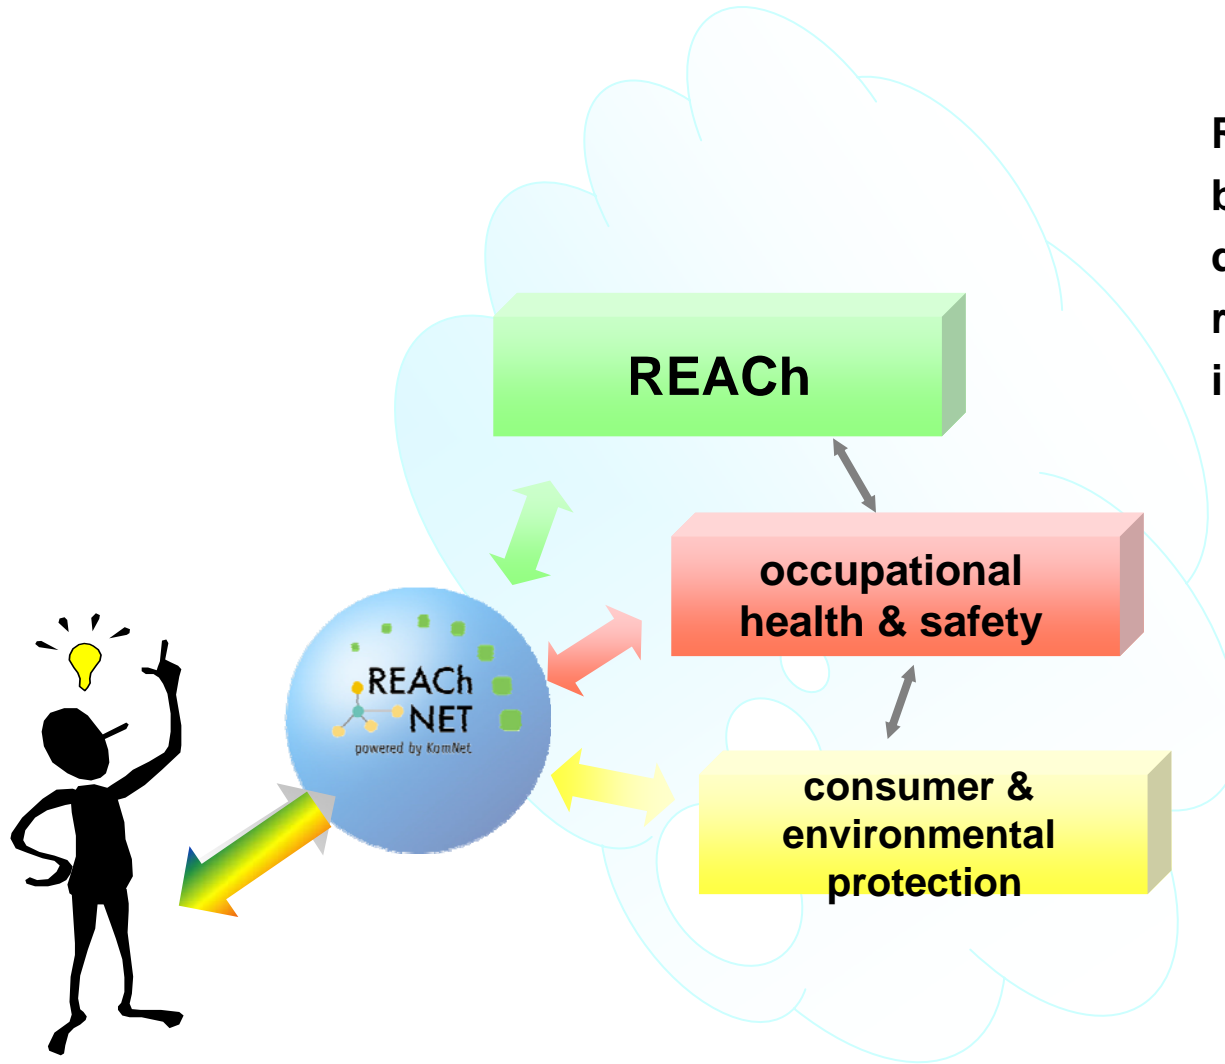 REACh
occupational
health & safety
REACh
NET
powered by KomNet
consumer &
environmental
protection